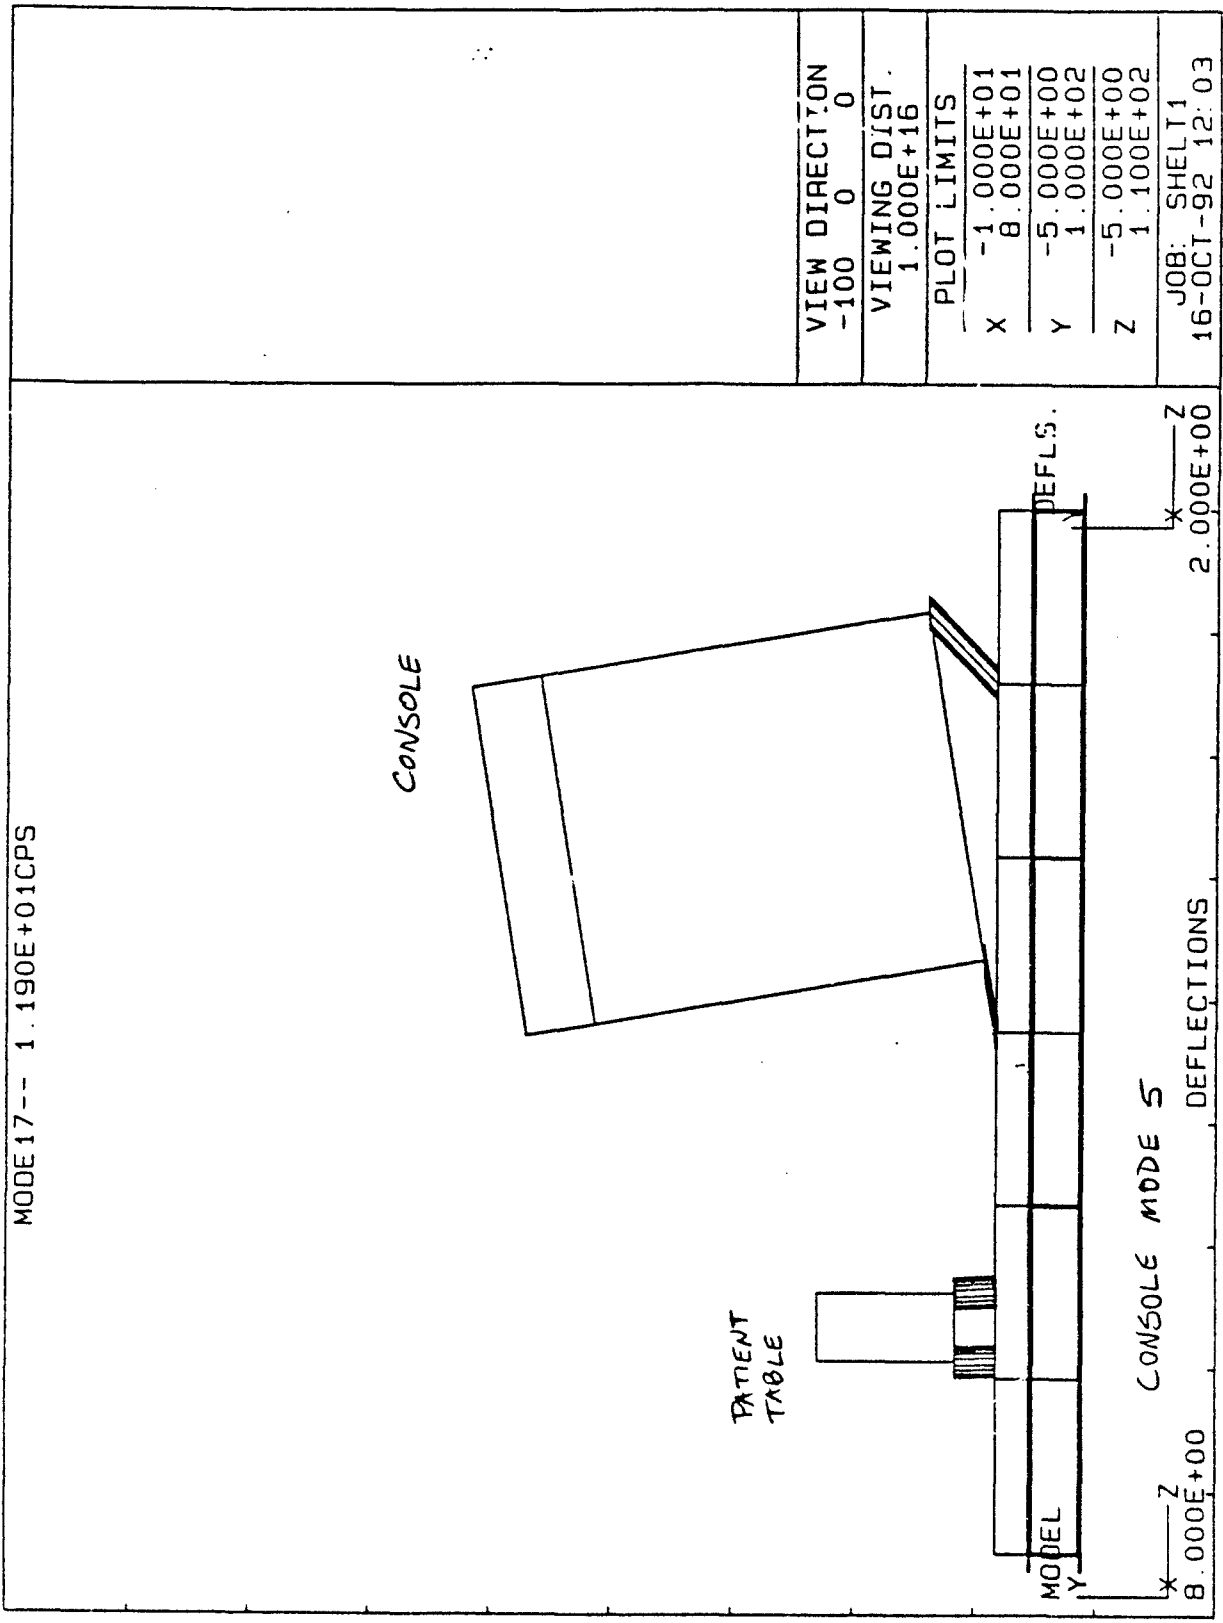 MODE17-- 1.190E+01CPS
CONSOLE
PATIENT
TABLE
MODEL
Y
Z
X
8.000E+00
CONSOLE MODE 5
DEFLECTIONS
DEFLS.
Y
Z
X
2.000E+00
VIEW DIRECTION
-100 0 0
VIEWING DIST.
1.000E+16
PLOT LIMITS
X -1.000E+01
8.000E+01
Y -5.000E+00
1.000E+02
Z -5.000E+00
1.100E+02
JOB: SHELT1
16-OCT-92 12:03